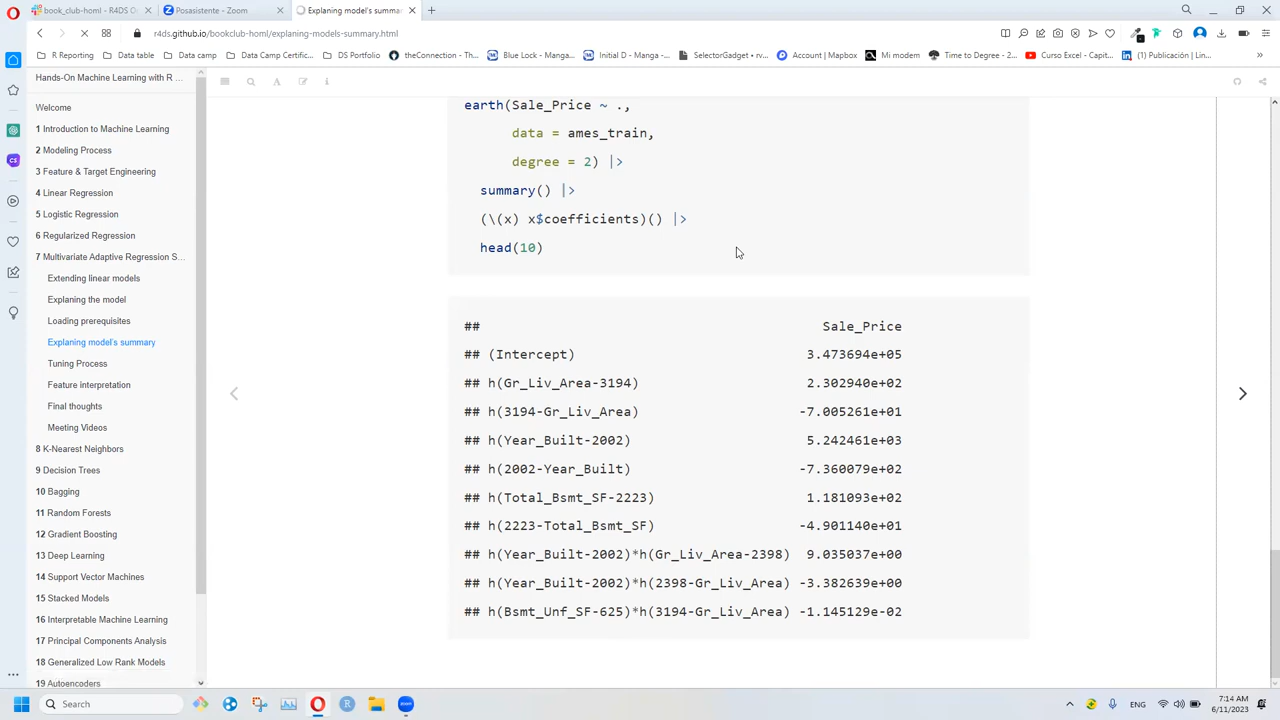 book_club-homl - R4DS O
Posasistente - Zoom
Explaning model's summa
r4ds.github.io/bookclub-homl/explaning-models-summary.html
R Reporting
Data table
Data camp
Data Camp Certific...
DS Portfolio
theConnection - Th...
Blue Lock - Manga...
Initial D - Manga -...
SelectorGadget • rv...
Account | Mapbox
Mi modem
Time to Degree - 2...
Curso Excel - Capit...
(1) Publicación | Lin...
Hands-On Machine Learning with R ...
Welcome
1 Introduction to Machine Learning
2 Modeling Process
3 Feature & Target Engineering
4 Linear Regression
5 Logistic Regression
6 Regularized Regression
7 Multivariate Adaptive Regression S...
Extending linear models
Explaning the model
Loading prerequisites
Explaning model's summary
Tuning Process
Feature interpretation
Final thoughts
Meeting Videos
8 K-Nearest Neighbors
9 Decision Trees
10 Bagging
11 Random Forests
12 Gradient Boosting
13 Deep Learning
14 Support Vector Machines
15 Stacked Models
16 Interpretable Machine Learning
17 Principal Components Analysis
18 Generalized Low Rank Models
19 Autoencoders
earth(Sale_Price ~ .,
data = ames_train,
degree = 2) |>
summary() |>
(\(x) x$coefficients)() |>
head(10)
## Sale_Price
## (Intercept) 3.473694e+05
## h(Gr_Liv_Area-3194) 2.302940e+02
## h(3194-Gr_Liv_Area) -7.005261e+01
## h(Year_Built-2002) 5.242461e+03
## h(2002-Year_Built) -7.360079e+02
## h(Total_Bsmt_SF-2223) 1.181093e+02
## h(2223-Total_Bsmt_SF) -4.901140e+01
## h(Year_Built-2002)*h(Gr_Liv_Area-2398) 9.035037e+00
## h(Year_Built-2002)*h(2398-Gr_Liv_Area) -3.382639e+00
## h(Bsmt_Unf_SF-625)*h(3194-Gr_Liv_Area) -1.145129e-02
Search
ENG
7:14 AM
6/11/2023